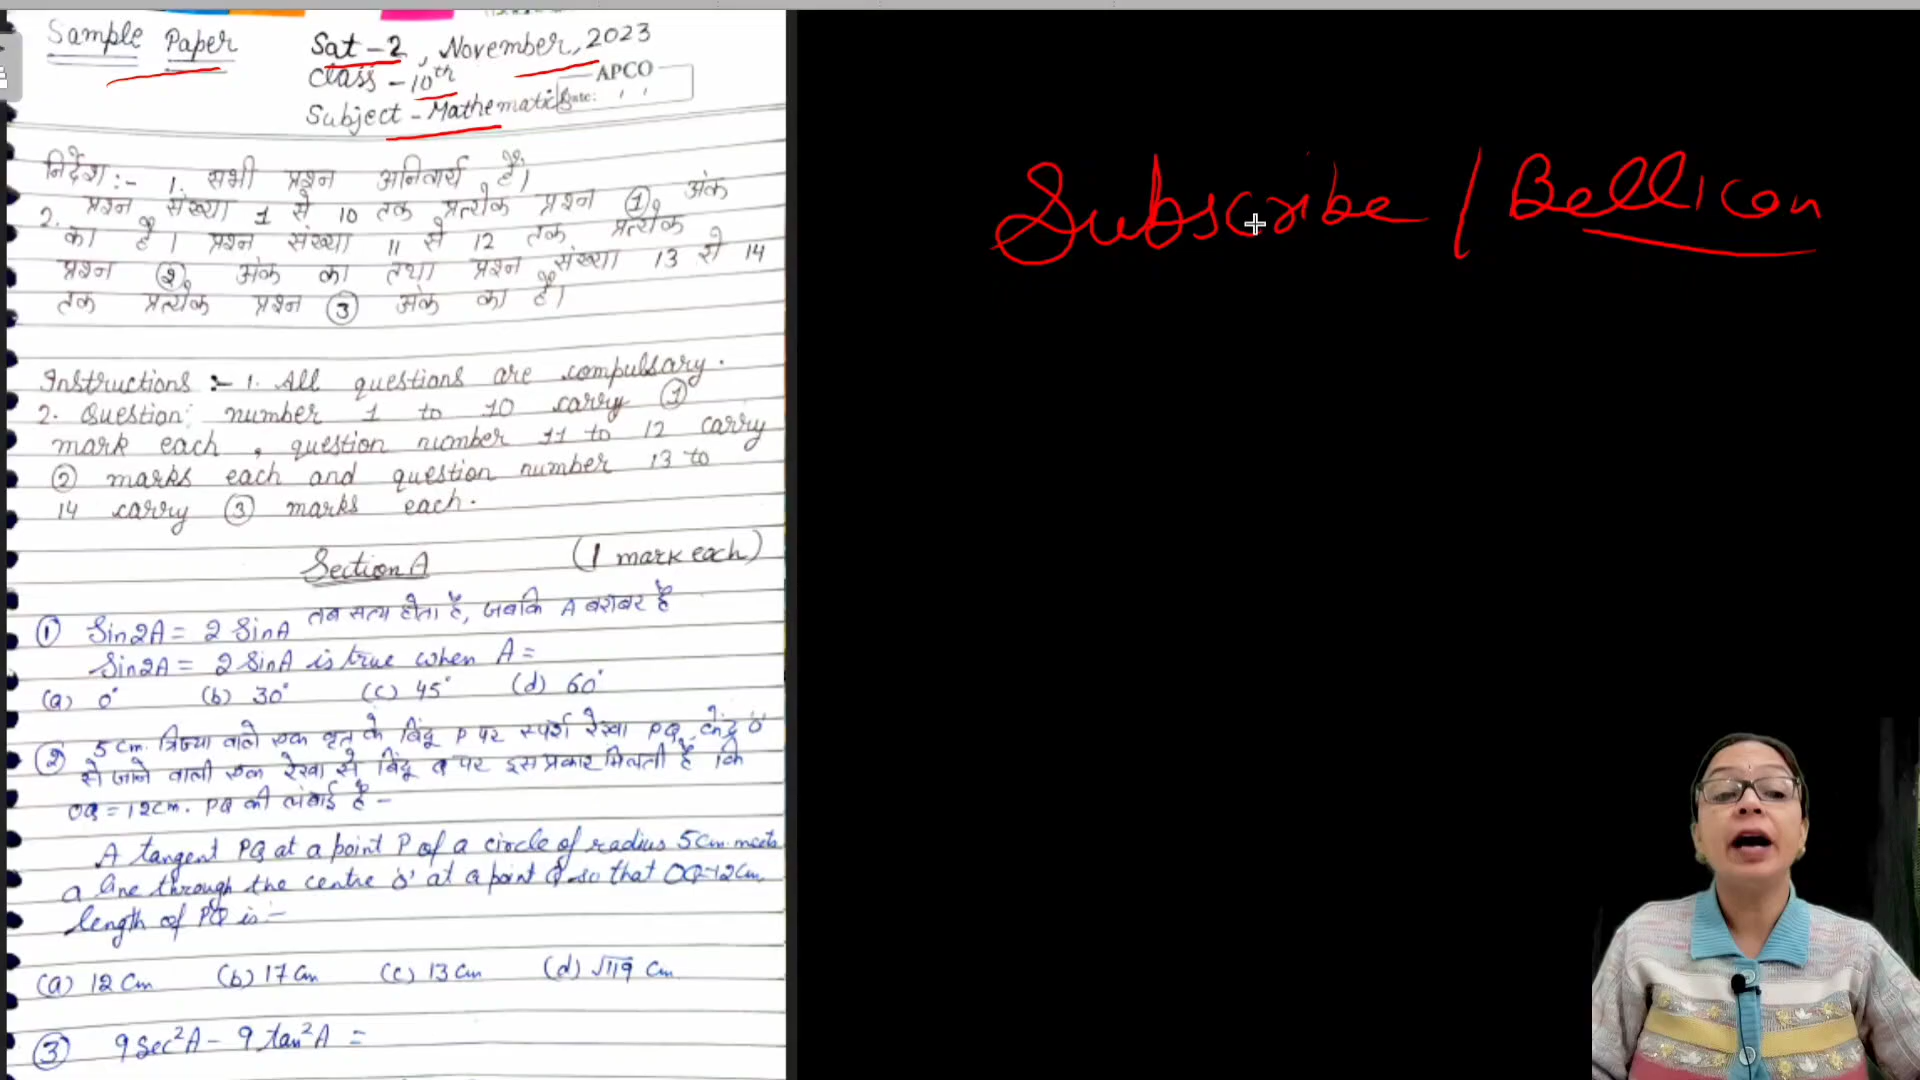 Sample Paper
Sat-2, November, 2023
Class - 10th
APCO
Date:
Subject - Mathematics
निर्देश:- 1. सभी प्रश्न अनिवार्य हैं।
2. प्रश्न संख्या 1 से 10 तक प्रत्येक प्रश्न ① अंक
का है। प्रश्न संख्या 11 से 12 तक प्रत्येक
प्रश्न ② अंक का तथा प्रश्न संख्या 13 से 14
तक प्रत्येक प्रश्न ③ अंक का है।
Instructions :- 1. All questions are compulsary.
2. Question number 1 to 10 carry ①
mark each, question number 11 to 12 carry
② marks each and question number 13 to
14 carry ③ marks each.
Section A (1 mark each)
① Sin2A = 2 SinA तब सत्य होता है, जबकि A बराबर है
Sin2A = 2 SinA is true when A =
(a) 0° (b) 30° (c) 45° (d) 60°
② 5 cm. त्रिज्या वाले एक वृत के बिंदू P पर स्पर्श रेखा PQ केंद्र 'O'
से जाने वाली एक रेखा से बिंदू Q पर इस प्रकार मिलती है कि
OQ = 12cm. PQ की लंबाई है -
A tangent PQ at a point P of a circle of radius 5cm. meets
a line through the centre 'O' at a point Q so that OQ=12cm.
length of PQ is :-
(a) 12 Cm (b) 17 Cm (c) 13 Cm (d) √119 Cm
③ 9 Sec²A - 9 tan²A =
Subscribe / Bellicon